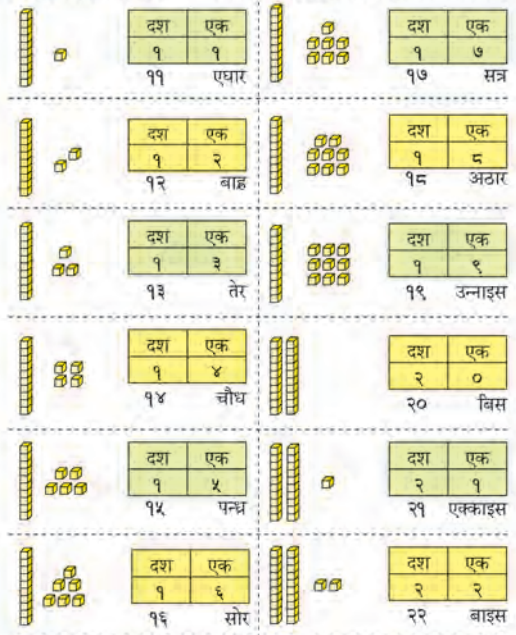 दश एक
१ १
११ एघार
दश एक
१ २
१२ बाह्र
दश एक
१ ३
१३ तेर
दश एक
१ ४
१४ चौध
दश एक
१ ५
१५ पन्ध्र
दश एक
१ ६
१६ सोर
दश एक
१ ७
१७ सत्र
दश एक
१ ८
१८ अठार
दश एक
१ ९
१९ उन्नाइस
दश एक
२ ०
२० बिस
दश एक
२ १
२१ एक्काइस
दश एक
२ २
२२ बाइस